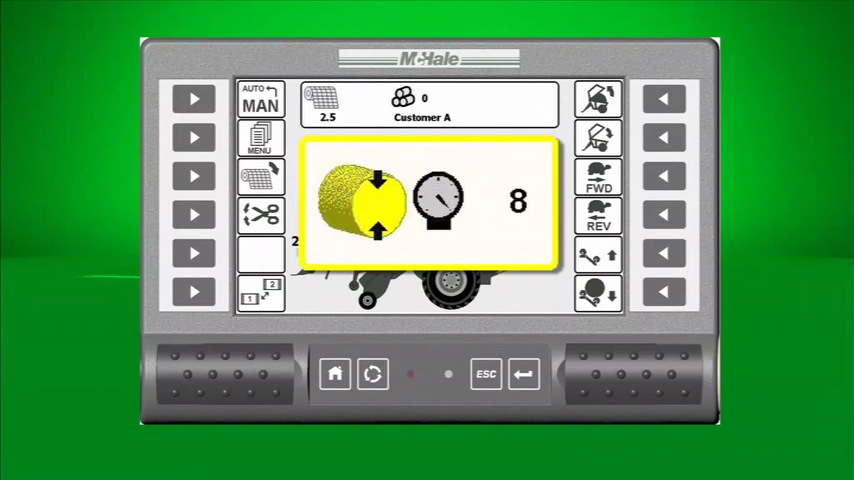 McHale
AUTO
MAN
2.5
0
Customer A
MENU
8
FWD
REV
2
2
1
ESC